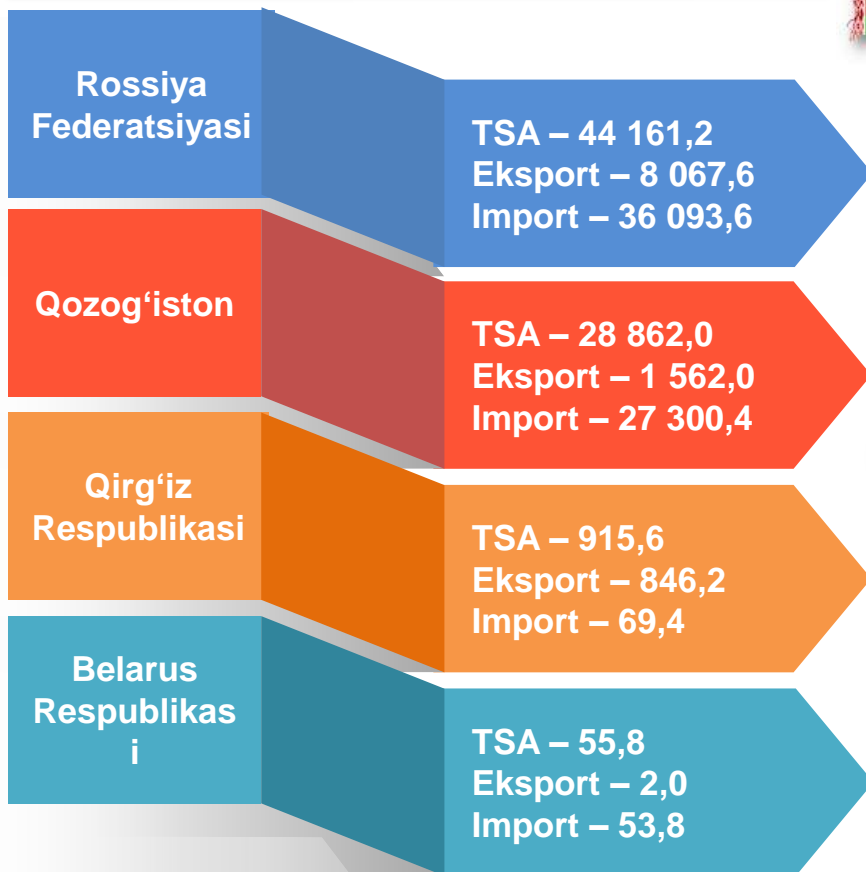 Rossiya
Federatsiyasi
TSA – 44 161,2
Eksport – 8 067,6
Import – 36 093,6
Qozog‘iston
TSA – 28 862,0
Eksport – 1 562,0
Import – 27 300,4
Qirg‘iz
Respublikasi
TSA – 915,6
Eksport – 846,2
Import – 69,4
Belarus
Respublikas
i
TSA – 55,8
Eksport – 2,0
Import – 53,8